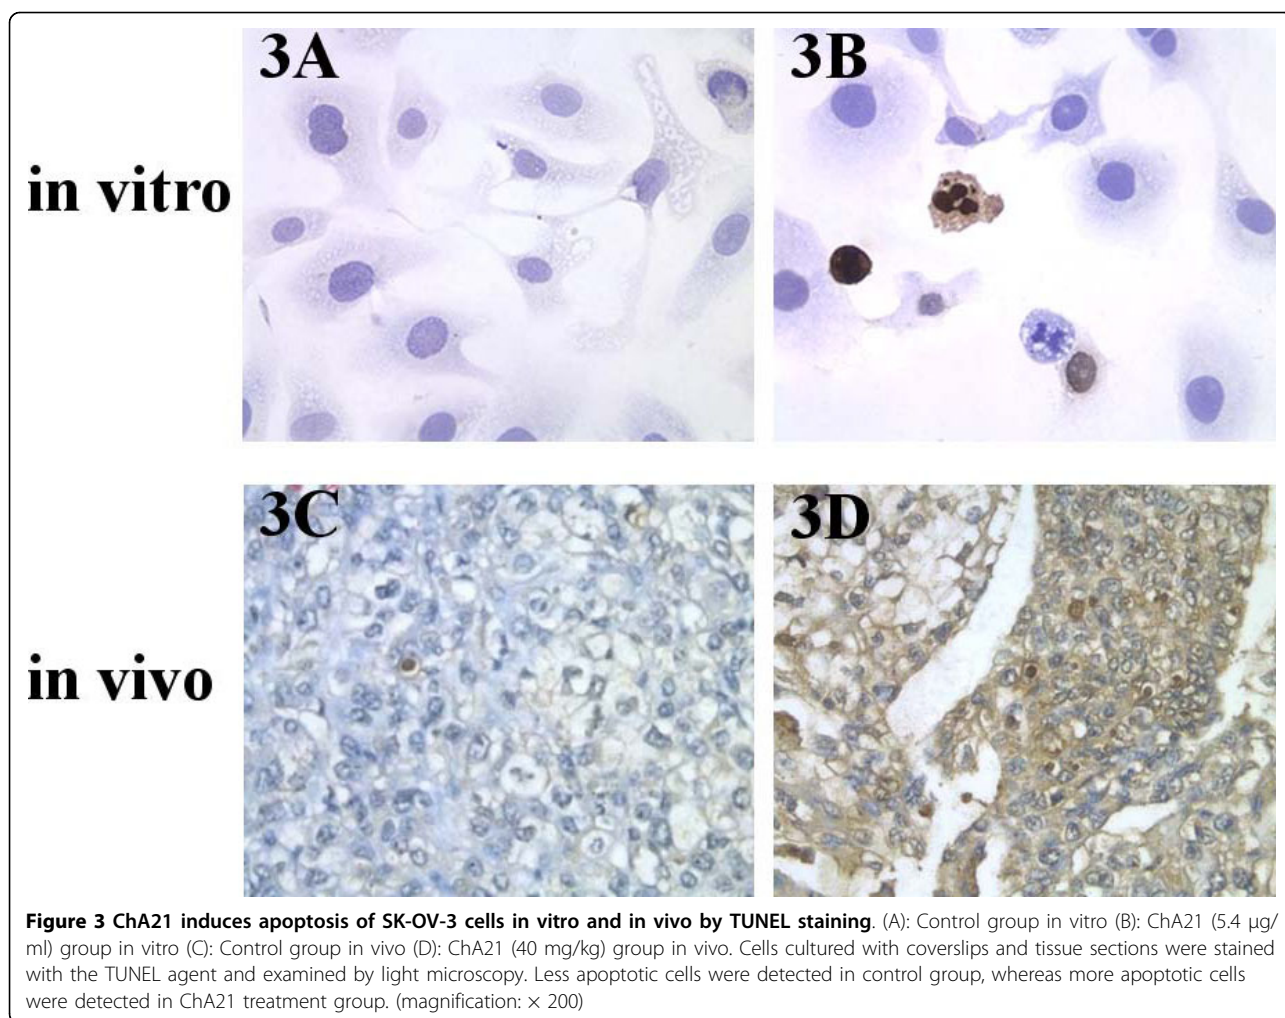 3A
3B
in vitro
3C
3D
in vivo
Figure 3 ChA21 induces apoptosis of SK-OV-3 cells in vitro and in vivo by TUNEL staining. (A): Control group in vitro (B): ChA21 (5.4 μg/
ml) group in vitro (C): Control group in vivo (D): ChA21 (40 mg/kg) group in vivo. Cells cultured with coverslips and tissue sections were stained
with the TUNEL agent and examined by light microscopy. Less apoptotic cells were detected in control group, whereas more apoptotic cells
were detected in ChA21 treatment group. (magnification: × 200)